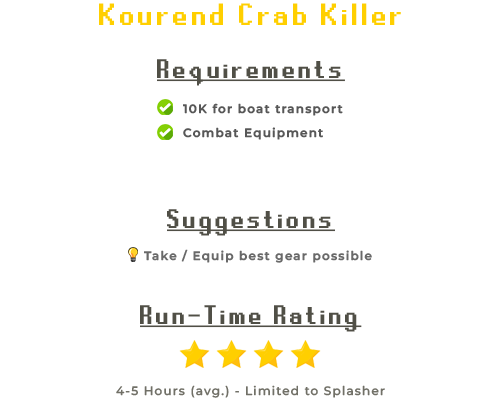 Kourend Crab Killer
Requirements
10K for boat transport
Combat Equipment
Suggestions
Take / Equip best gear possible
Run-Time Rating
4-5 Hours (avg.) - Limited to Splasher